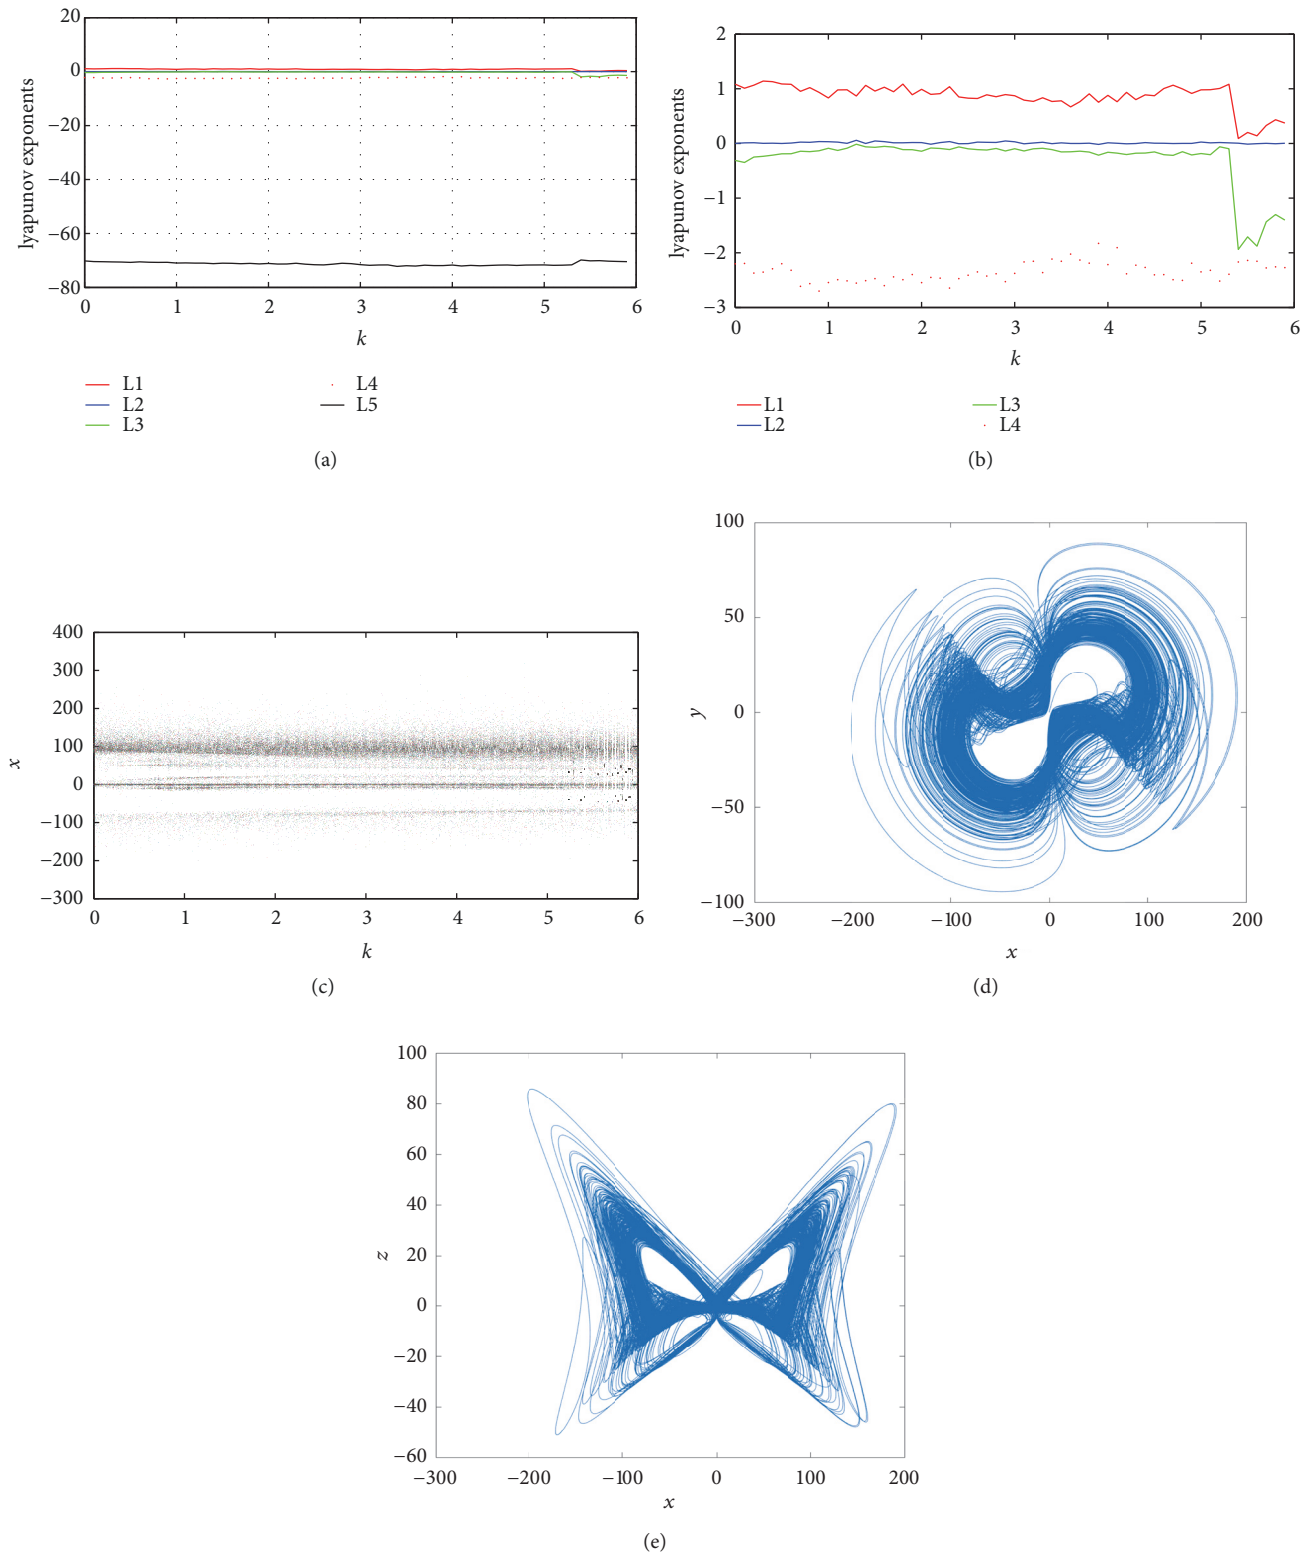 20
0
−20
−40
−60
−80
lyapunov exponents
0 1 2 3 4 5 6
k
L1
L2
L3
L4
L5
(a)
2
1
0
−1
−2
−3
lyapunov exponents
0 1 2 3 4 5 6
k
L1
L2
L3
L4
(b)
400
300
200
100
0
−100
−200
−300
x
0 1 2 3 4 5 6
k
(c)
100
50
0
−50
−100
y
−300 −200 −100 0 100 200
x
(d)
100
80
60
40
20
0
−20
−40
−60
z
−300 −200 −100 0 100 200
x
(e)